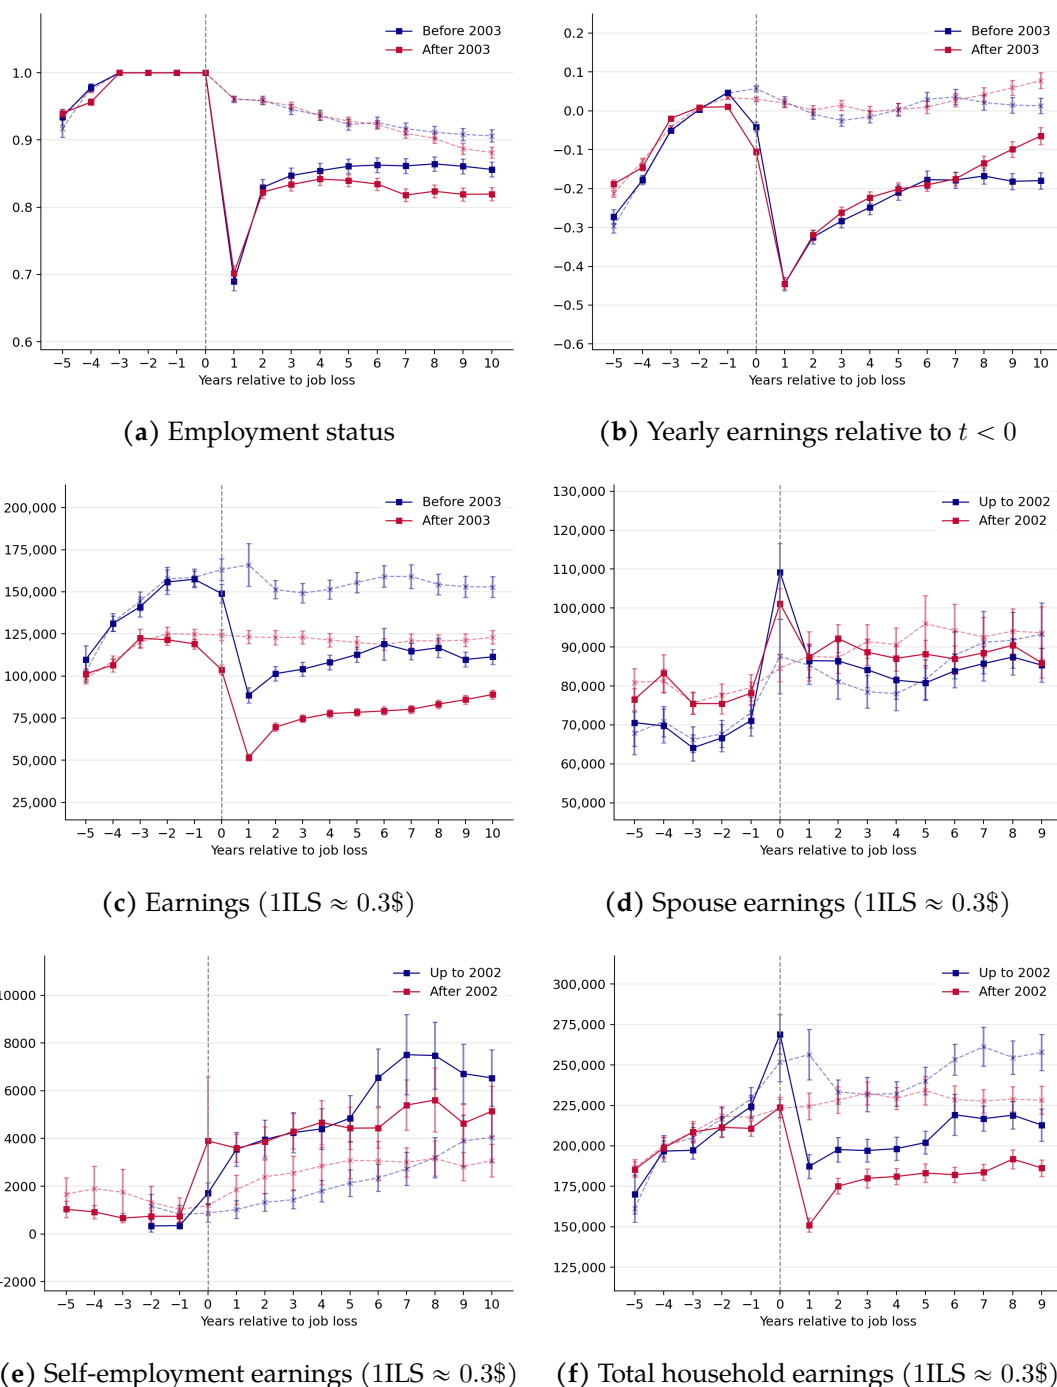 Before 2003
After 2003
1.0
0.9
0.8
0.7
0.6
−5 −4 −3 −2 −1 0 1 2 3 4 5 6 7 8 9 10
Years relative to job loss
(a) Employment status
Before 2003
After 2003
0.2
0.1
0.0
−0.1
−0.2
−0.3
−0.4
−0.5
−0.6
−5 −4 −3 −2 −1 0 1 2 3 4 5 6 7 8 9 10
Years relative to job loss
(b) Yearly earnings relative to t < 0
Before 2003
After 2003
200,000
175,000
150,000
125,000
100,000
75,000
50,000
25,000
−5 −4 −3 −2 −1 0 1 2 3 4 5 6 7 8 9 10
Years relative to job loss
(c) Earnings (1ILS ≈ 0.3$)
Up to 2002
After 2002
130,000
120,000
110,000
100,000
90,000
80,000
70,000
60,000
50,000
−5 −4 −3 −2 −1 0 1 2 3 4 5 6 7 8 9
Years relative to job loss
(d) Spouse earnings (1ILS ≈ 0.3$)
Up to 2002
After 2002
10000
8000
6000
4000
2000
0
−2000
−5 −4 −3 −2 −1 0 1 2 3 4 5 6 7 8 9 10
Years relative to job loss
(e) Self-employment earnings (1ILS ≈ 0.3$)
Up to 2002
After 2002
300,000
275,000
250,000
225,000
200,000
175,000
150,000
125,000
−5 −4 −3 −2 −1 0 1 2 3 4 5 6 7 8 9
Years relative to job loss
(f) Total household earnings (1ILS ≈ 0.3$)